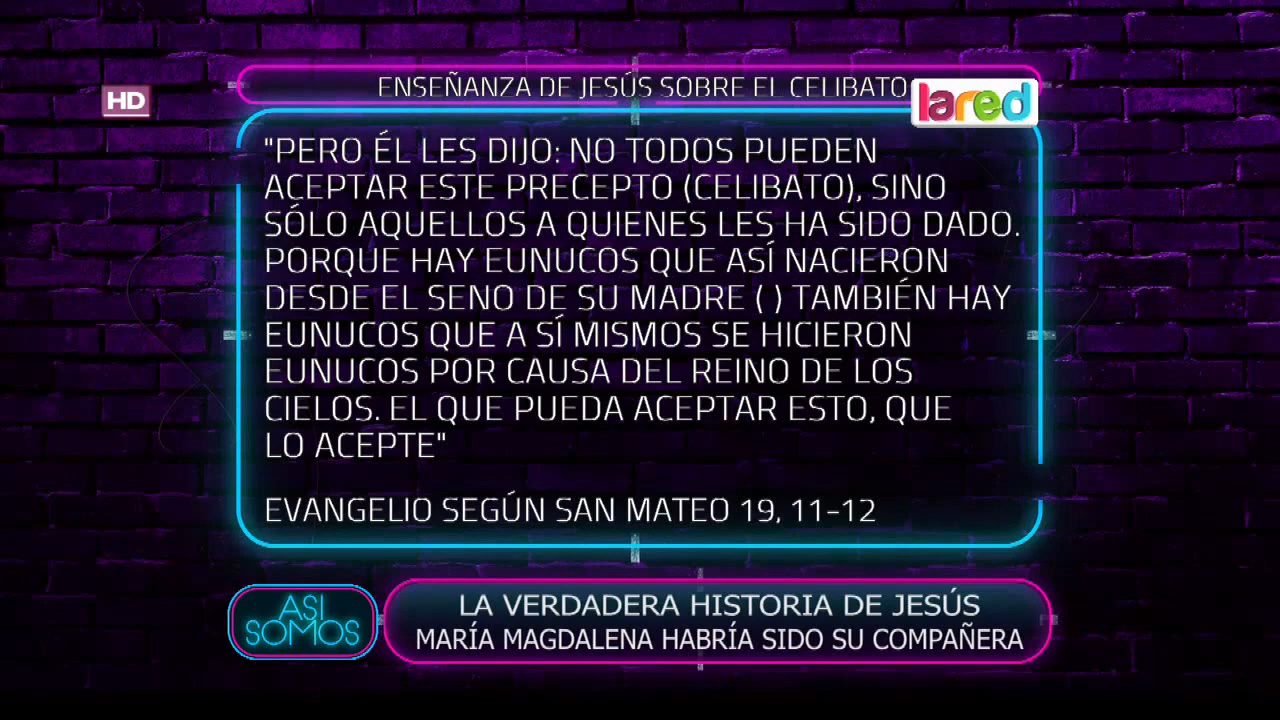 ENSEÑANZA DE JESÚS SOBRE EL CELIBATO
HD
lared
"PERO ÉL LES DIJO: NO TODOS PUEDEN
ACEPTAR ESTE PRECEPTO (CELIBATO), SINO
SÓLO AQUELLOS A QUIENES LES HA SIDO DADO.
PORQUE HAY EUNUCOS QUE ASÍ NACIERON
DESDE EL SENO DE SU MADRE ( ) TAMBIÉN HAY
EUNUCOS QUE A SÍ MISMOS SE HICIERON
EUNUCOS POR CAUSA DEL REINO DE LOS
CIELOS. EL QUE PUEDA ACEPTAR ESTO, QUE
LO ACEPTE"
EVANGELIO SEGÚN SAN MATEO 19, 11-12
ASI
SOMOS
LA VERDADERA HISTORIA DE JESÚS
MARÍA MAGDALENA HABRÍA SIDO SU COMPAÑERA